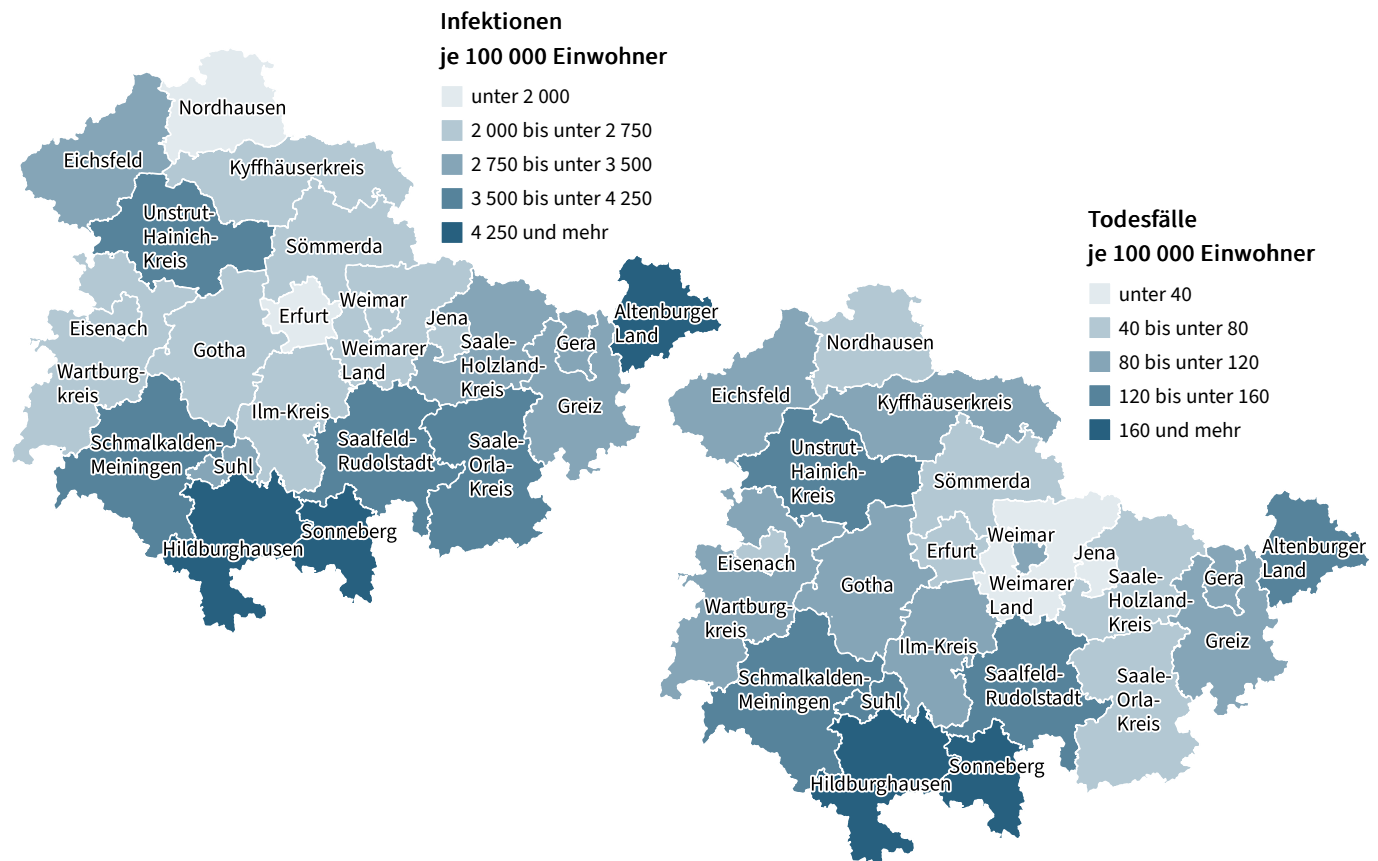 Infektionen
je 100 000 Einwohner
unter 2 000
2 000 bis unter 2 750
2 750 bis unter 3 500
3 500 bis unter 4 250
4 250 und mehr
Nordhausen
Eichsfeld
Kyffhäuserkreis
Unstrut-
Hainich-
Kreis
Sömmerda
Eisenach
Gotha
Erfurt
Weimar
Weimarer
Land
Jena
Saale-
Holzland-
Kreis
Gera
Altenburger
Land
Wartburg-
kreis
Ilm-Kreis
Greiz
Schmalkalden-
Meiningen
Suhl
Saalfeld-
Rudolstadt
Saale-
Orla-
Kreis
Hildburghausen
Sonneberg
Todesfälle
je 100 000 Einwohner
unter 40
40 bis unter 80
80 bis unter 120
120 bis unter 160
160 und mehr
Nordhausen
Eichsfeld
Kyffhäuserkreis
Unstrut-
Hainich-
Kreis
Sömmerda
Eisenach
Gotha
Erfurt
Weimar
Weimarer
Land
Jena
Saale-
Holzland-
Kreis
Gera
Altenburger
Land
Wartburg-
kreis
Ilm-Kreis
Greiz
Schmalkalden-
Meiningen
Suhl
Saalfeld-
Rudolstadt
Saale-
Orla-
Kreis
Hildburghausen
Sonneberg